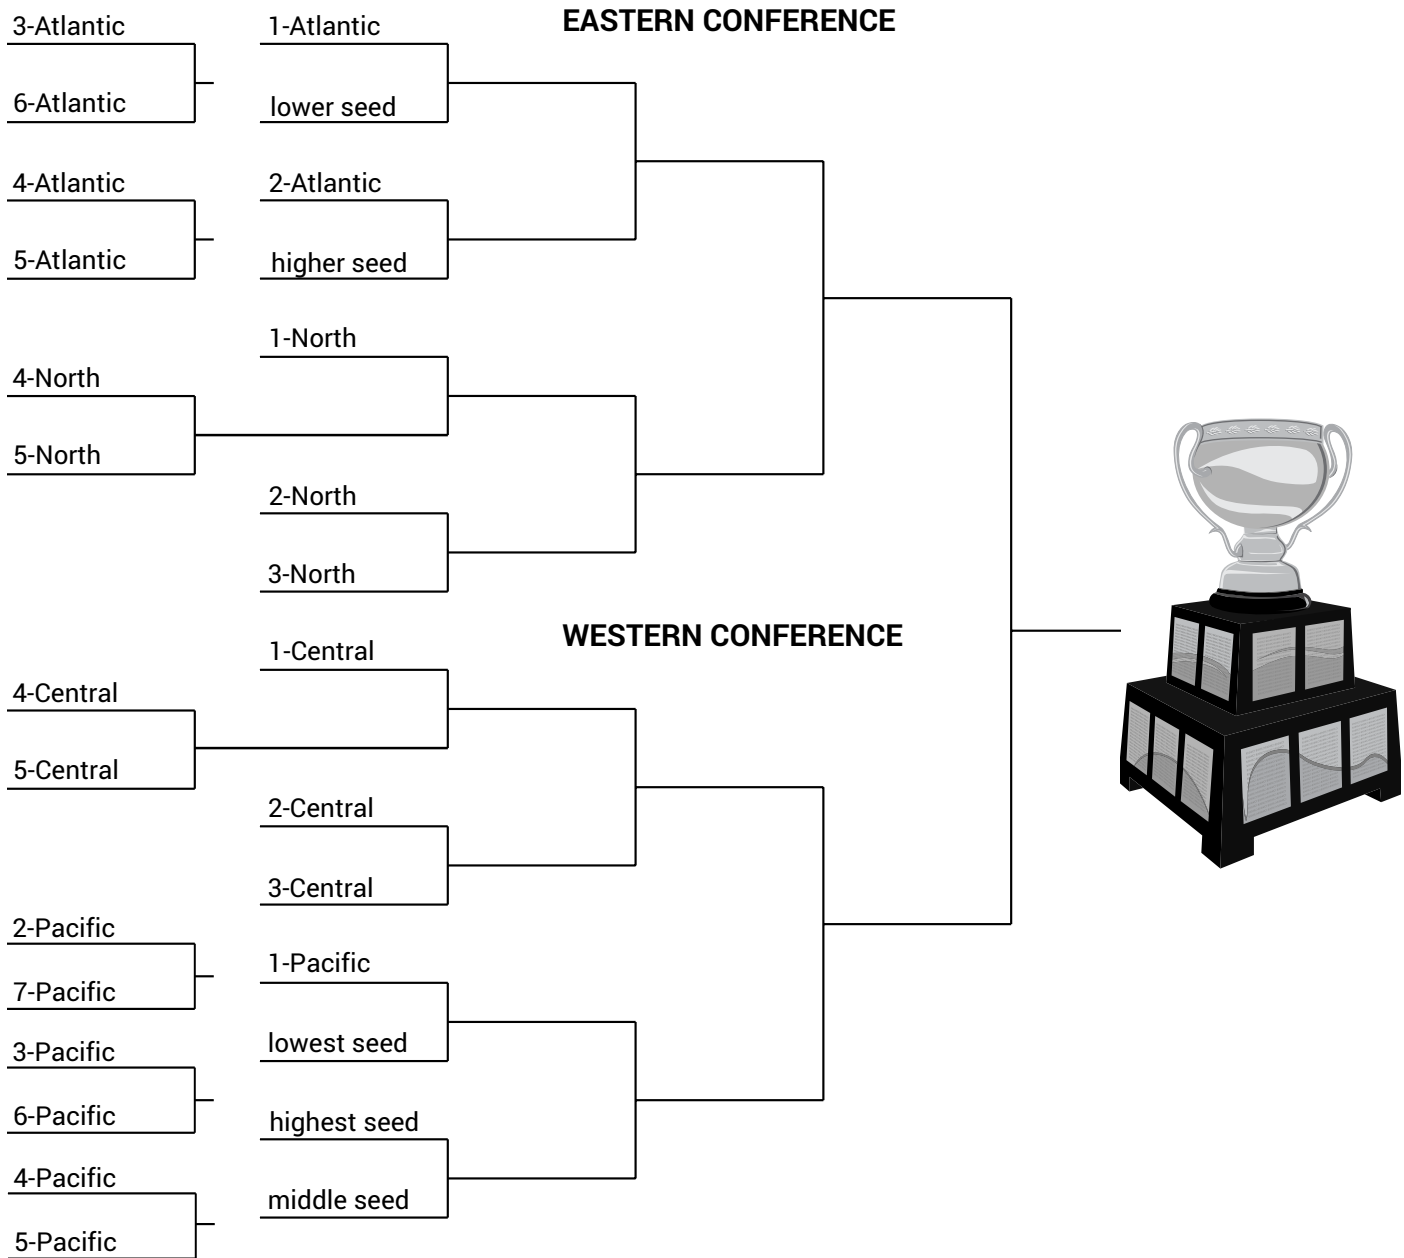 EASTERN CONFERENCE
3-Atlantic
6-Atlantic
4-Atlantic
5-Atlantic
1-Atlantic
lower seed
2-Atlantic
higher seed
4-North
5-North
1-North
2-North
3-North
WESTERN CONFERENCE
4-Central
5-Central
1-Central
2-Central
3-Central
2-Pacific
7-Pacific
3-Pacific
6-Pacific
4-Pacific
5-Pacific
1-Pacific
lowest seed
highest seed
middle seed